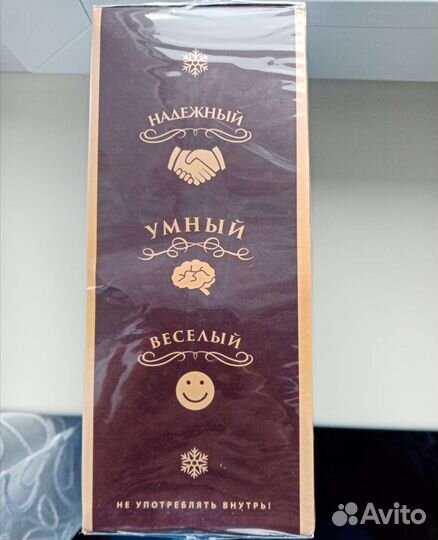 НАДЕЖНЫЙ
УМНЫЙ
ВЕСЕЛЫЙ
НЕ УПОТРЕБЛЯТЬ ВНУТРЬ!
Avito